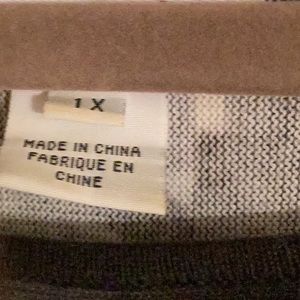 1 X
MADE IN CHINA
FABRIQUE EN
CHINE